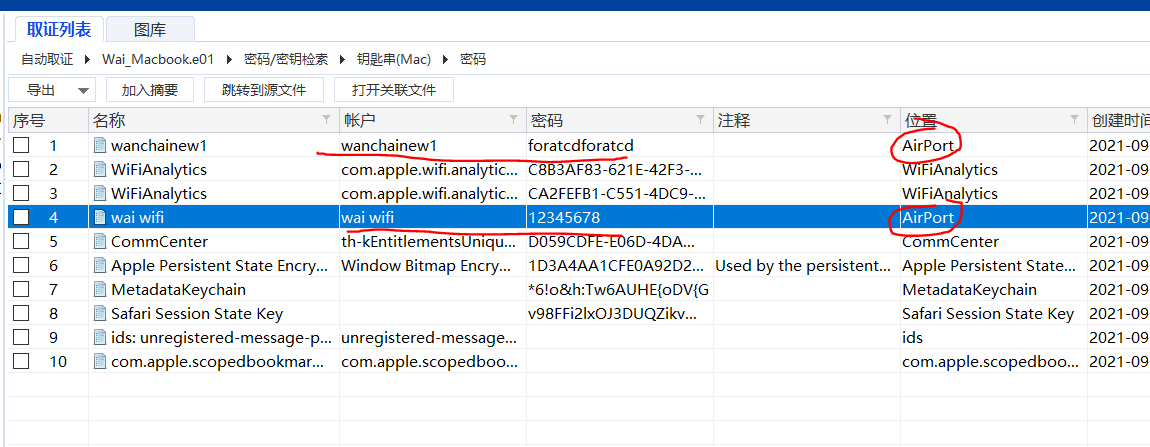 取证列表 图库
自动取证 Wai_Macbook.e01 密码/密钥检索 钥匙串(Mac) 密码
导出 加入摘要 跳转到源文件 打开关联文件
序号 名称 帐户 密码 注释 位置 创建时间
1 wanchainew1 wanchainew1 foratcdforatcd AirPort 2021-09
2 WiFiAnalytics com.apple.wifi.analytic... C8B3AF83-621E-42F3-... WiFiAnalytics 2021-09
3 WiFiAnalytics com.apple.wifi.analytic... CA2FEFB1-C551-4DC9-... WiFiAnalytics 2021-09
4 wai wifi wai wifi 12345678 AirPort 2021-09
5 CommCenter th-kEntitlementsUniqu... D059CDFE-E06D-4DA... CommCenter 2021-09
6 Apple Persistent State Encry... Window Bitmap Encry... 1D3A4AA1CFE0A92D2... Used by the persistent... Apple Persistent State... 2021-09
7 MetadataKeychain *6!o&h:Tw6AUHE{oDV{G MetadataKeychain 2021-09
8 Safari Session State Key v98FFi2lxOJ3DUQZikv... Safari Session State Key 2021-09
9 ids: unregistered-message-p... unregistered-message... ids 2021-09
10 com.apple.scopedbookmar... com.apple.scopedboo... com.apple.scopedboo... 2021-09